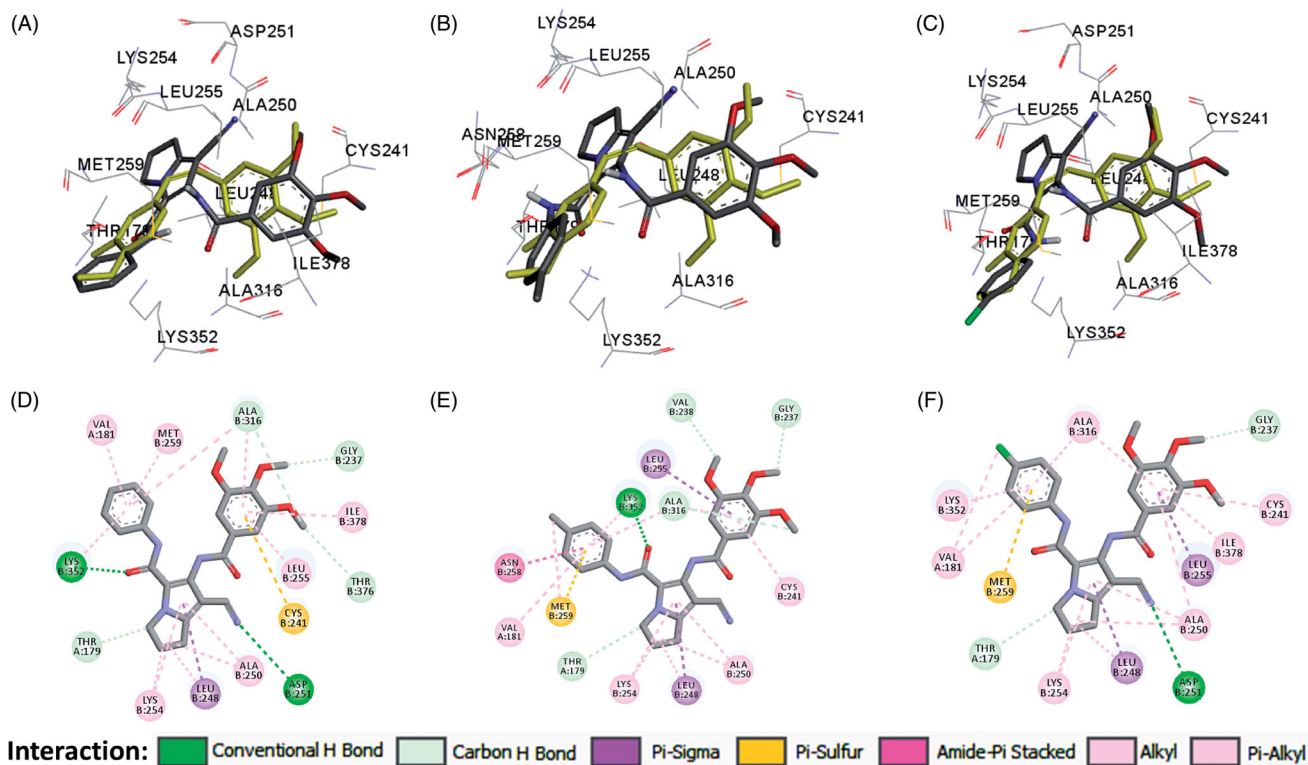 (A)
ASP251
LYS254
LEU255
ALA250
CYS241
MET259
LEU24
THR179
ILE378
ALA316
LYS352
(B)
LYS254
LEU255
ALA250
CYS241
ASN258
MET259
LEU248
THR179
ALA316
LYS352
(C)
ASP251
LYS254
LEU255
ALA250
CYS241
LEU24
MET259
THR17
ILE378
ALA316
LYS352
(D)
VAL
A:181
MET
B:259
ALA
B:316
GLY
B:237
ILE
B:378
LYS
B:352
LEU
B:255
THR
B:376
CYS
B:241
THR
A:179
ALA
B:250
LYS
B:254
LEU
B:248
ASP
B:251
(E)
VAL
B:238
GLY
B:237
LEU
B:255
LYS
B:352
ALA
B:316
ASN
B:258
CYS
B:241
MET
B:259
VAL
A:181
THR
A:179
ALA
B:250
LYS
B:254
LEU
B:248
(F)
ALA
B:316
GLY
B:237
LYS
B:352
CYS
B:241
VAL
A:181
ILE
B:378
LEU
B:255
MET
B:259
ALA
B:250
THR
A:179
LEU
B:248
LYS
B:254
ASP
B:251
Interaction: Conventional H Bond Carbon H Bond Pi-Sigma Pi-Sulfur Amide-Pi Stacked Alkyl Pi-Alkyl